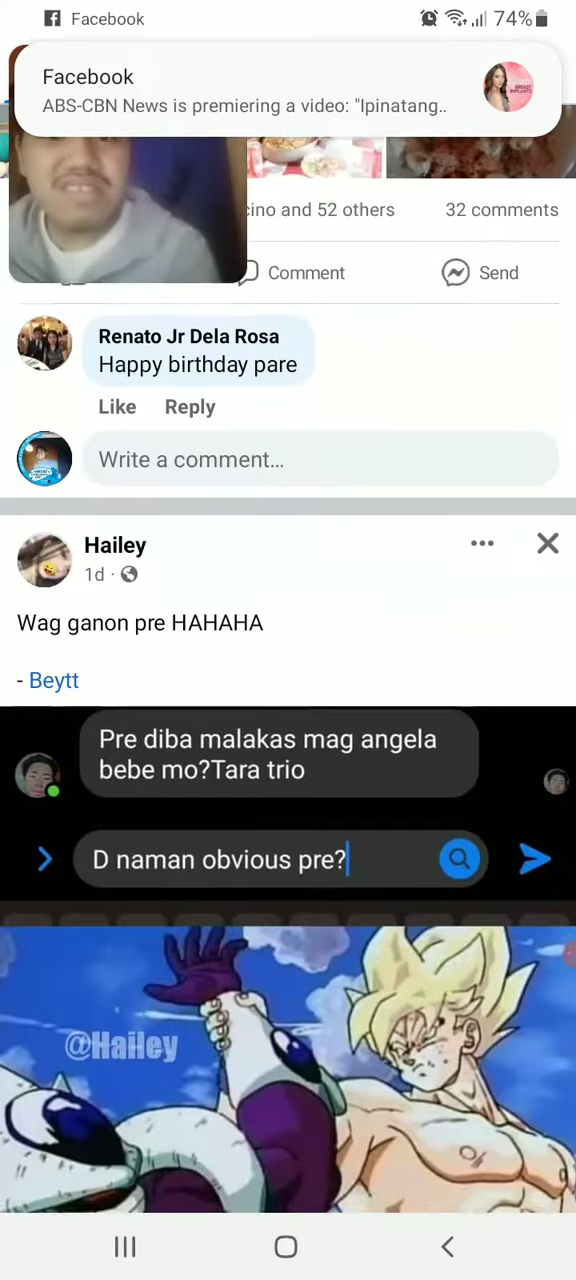 Facebook
74%
Facebook
ABS-CBN News is premiering a video: "Ipinatang..
cino and 52 others
32 comments
Comment
Send
Renato Jr Dela Rosa
Happy birthday pare
Like Reply
Write a comment...
Hailey
1d ·
Wag ganon pre HAHAHA
- Beytt
Pre diba malakas mag angela
bebe mo?Tara trio
D naman obvious pre?
@Hailey